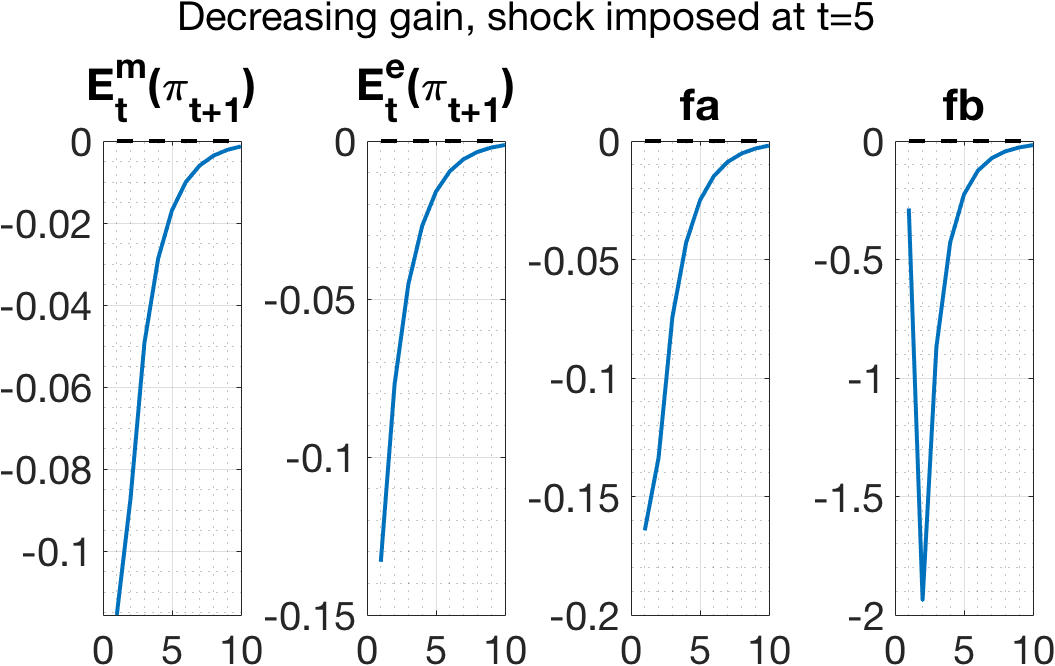 Decreasing gain, shock imposed at t=5
E_t^m(π_{t+1})
0
-0.02
-0.04
-0.06
-0.08
-0.1
0 5 10
E_t^e(π_{t+1})
0
-0.05
-0.1
-0.15
0 5 10
fa
0
-0.05
-0.1
-0.15
-0.2
0 5 10
fb
0
-0.5
-1
-1.5
-2
0 5 10